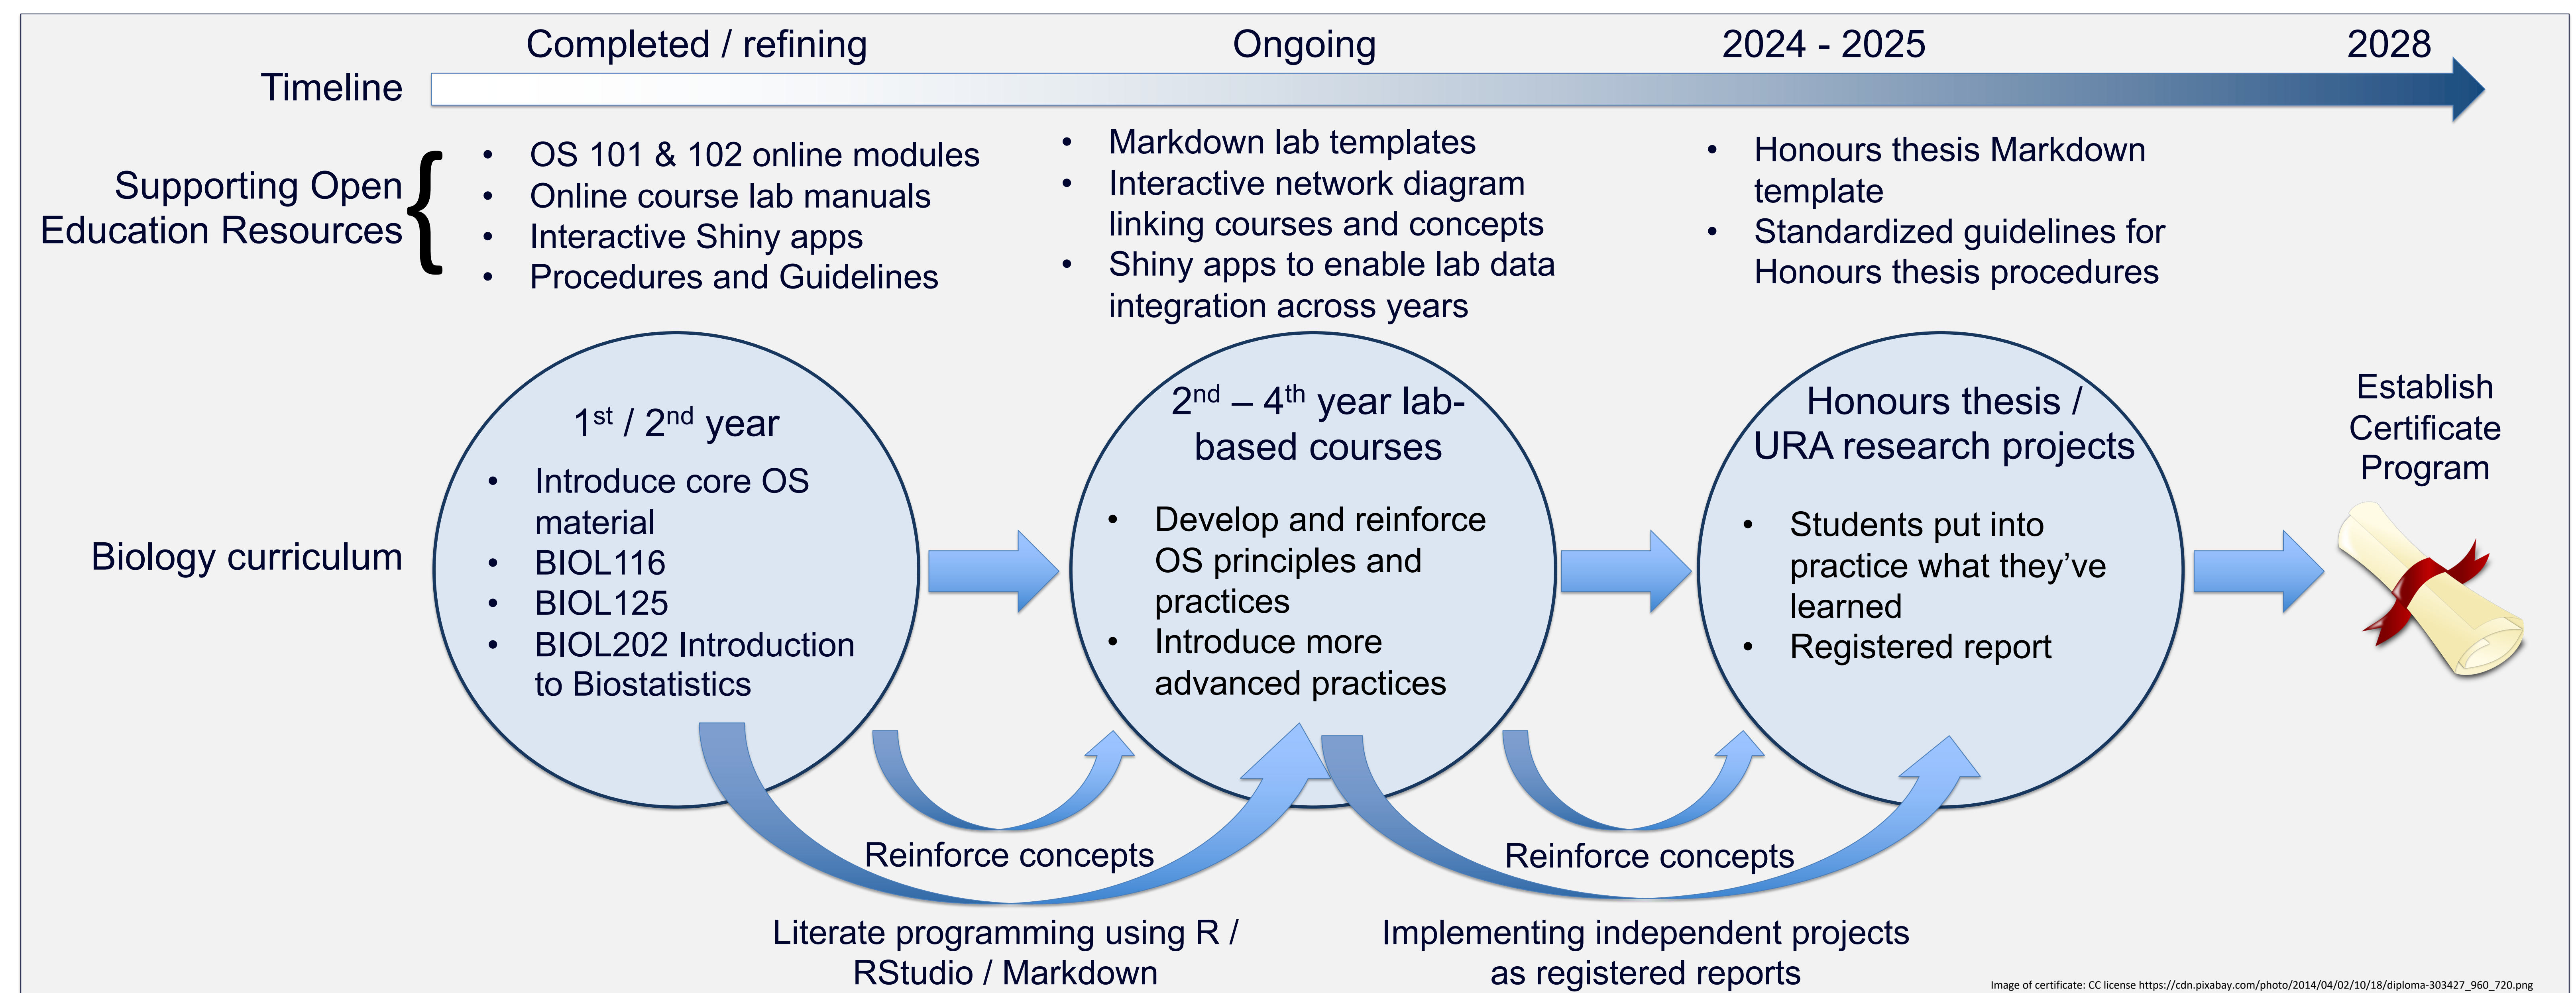 Completed / refining
Ongoing
2024 - 2025
2028
Timeline
Supporting Open
Education Resources
{
• OS 101 & 102 online modules
• Online course lab manuals
• Interactive Shiny apps
• Procedures and Guidelines
• Markdown lab templates
• Interactive network diagram
linking courses and concepts
• Shiny apps to enable lab data
integration across years
• Honours thesis Markdown
template
• Standardized guidelines for
Honours thesis procedures
Biology curriculum
1st / 2nd year
• Introduce core OS
material
• BIOL116
• BIOL125
• BIOL202 Introduction
to Biostatistics
2nd – 4th year lab-
based courses
• Develop and reinforce
OS principles and
practices
• Introduce more
advanced practices
Honours thesis /
URA research projects
• Students put into
practice what they’ve
learned
• Registered report
Establish
Certificate
Program
Reinforce concepts
Reinforce concepts
Literate programming using R /
RStudio / Markdown
Implementing independent projects
as registered reports
Image of certificate: CC license https://cdn.pixabay.com/photo/2014/04/02/10/18/diploma-303427_960_720.png